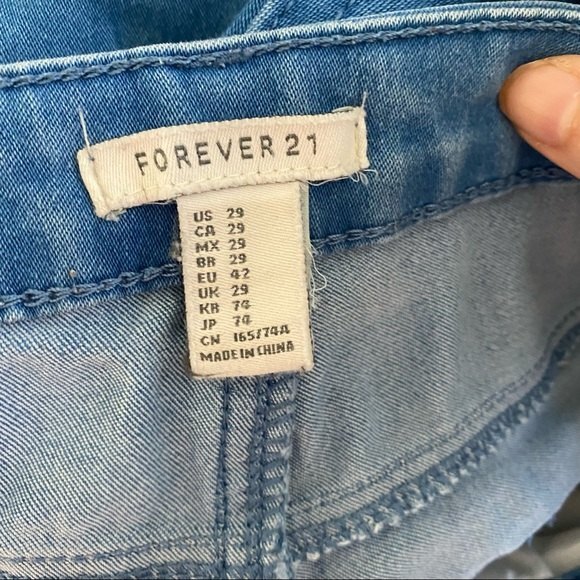 FOREVER 21
US 29
CA 29
MX 29
BR 29
EU 42
UK 29
KR 74
JP 74
CN 165/74A
MADE IN CHINA